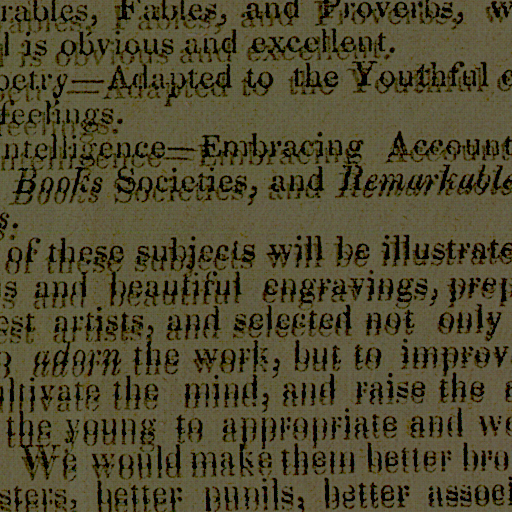 rables, Fables, and Proverbs, w
l is obvious and excellent.
oetry—Adapted to the Youthful
feelings.
ntelligence—Embracing Account
Books Societies, and Remarkable
s.
of these subjects will be illustrate
s and beautiful engravings, prep
est artists, and selected not only
adorn the work, but to improv
ultivate the mind, and raise the
the young to appropriate and we
We would make them better bro
sters, better pupils, better associ